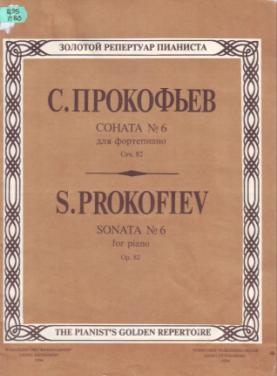 ЗОЛОТОЙ РЕПЕРТУАР ПИАНИСТА
С.ПРОКОФЬЕВ
СОНАТА № 6
для фортепиано
Соч. 82
S.PROKOFIEV
SONATA № 6
for piano
Op. 82
THE PIANIST'S GOLDEN REPERTOIRE